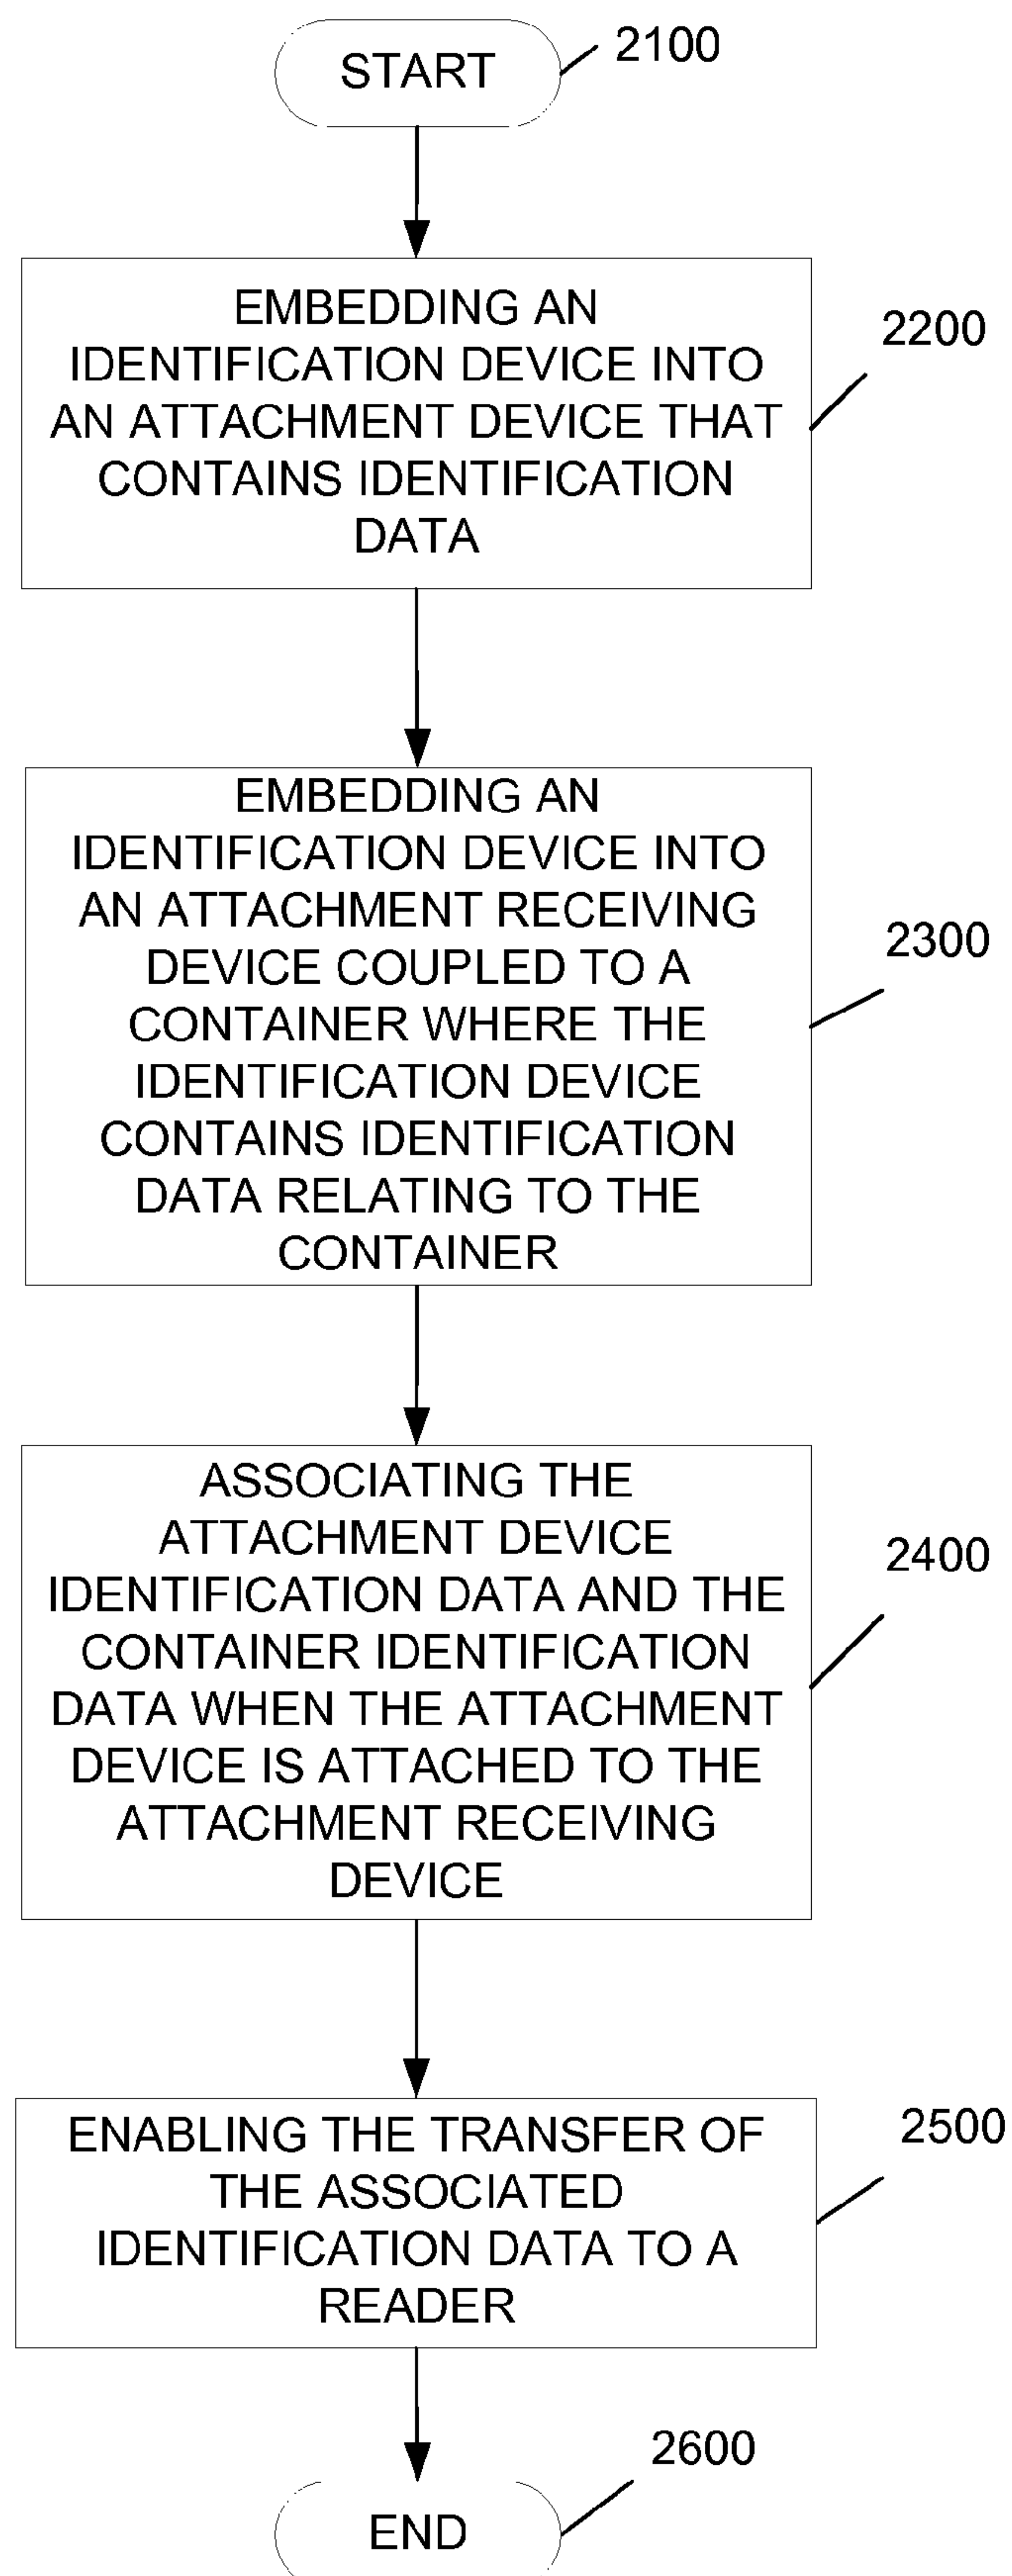 START
2100
EMBEDDING AN
IDENTIFICATION DEVICE INTO
AN ATTACHMENT DEVICE THAT
CONTAINS IDENTIFICATION
DATA
2200
EMBEDDING AN
IDENTIFICATION DEVICE INTO
AN ATTACHMENT RECEIVING
DEVICE COUPLED TO A
CONTAINER WHERE THE
IDENTIFICATION DEVICE
CONTAINS IDENTIFICATION
DATA RELATING TO THE
CONTAINER
2300
ASSOCIATING THE
ATTACHMENT DEVICE
IDENTIFICATION DATA AND THE
CONTAINER IDENTIFICATION
DATA WHEN THE ATTACHMENT
DEVICE IS ATTACHED TO THE
ATTACHMENT RECEIVING
DEVICE
2400
ENABLING THE TRANSFER OF
THE ASSOCIATED
IDENTIFICATION DATA TO A
READER
2500
END
2600